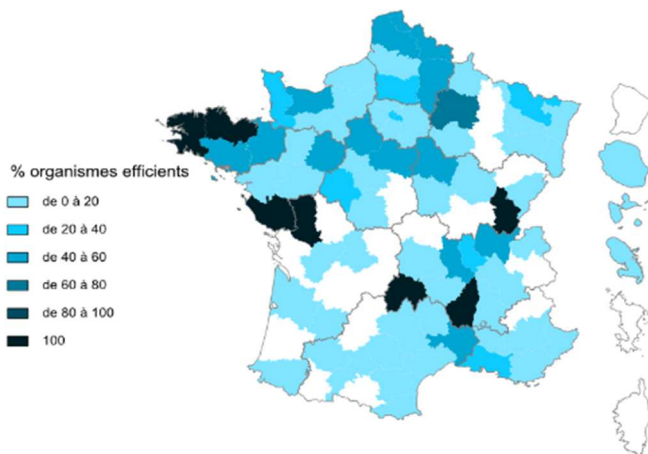 % organismes efficients
de 0 à 20
de 20 à 40
de 40 à 60
de 60 à 80
de 80 à 100
100